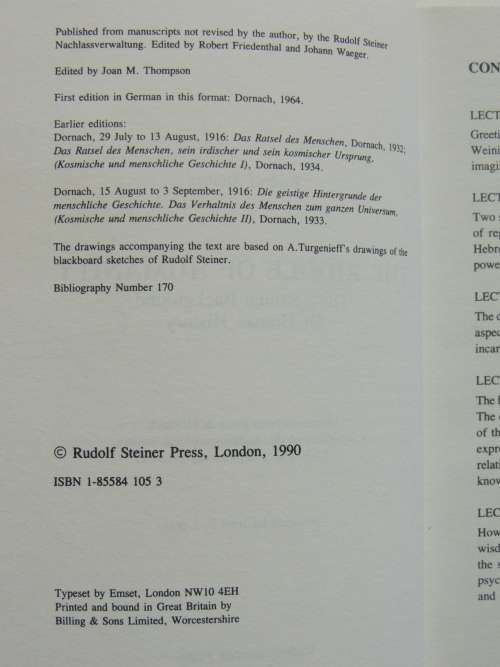 Published from manuscripts not revised by the author, by the Rudolf Steiner
Nachlassverwaltung. Edited by Robert Friedenthal and Johann Waeger.
Edited by Joan M. Thompson
First edition in German in this format: Dornach, 1964.
Earlier editions:
Dornach, 29 July to 13 August, 1916: Das Ratsel des Menschen, Dornach, 1932;
Das Ratsel des Menschen, sein irdischer und sein kosmischer Ursprung,
(Kosmische und menschliche Geschichte I), Dornach, 1934.
Dornach, 15 August to 3 September, 1916: Die geistige Hintergrunde der
menschliche Geschichte. Das Verhaltnis des Menschen zum ganzen Universum,
(Kosmische und menschliche Geschichte II), Dornach, 1933.
The drawings accompanying the text are based on A.Turgenieff's drawings of the
blackboard sketches of Rudolf Steiner.
Bibliography Number 170
© Rudolf Steiner Press, London, 1990
ISBN 1-85584 105 3
Typeset by Emset, London NW10 4EH
Printed and bound in Great Britain by
Billing & Sons Limited, Worcestershire
CON
LECT
Greeti
Weini
imagi
LECT
Two s
of re
Hebre
powe
LECT
The c
aspec
incar
LEC
The
The
of th
expr
relat
know
LEC
How
wisd
the s
psyc
and